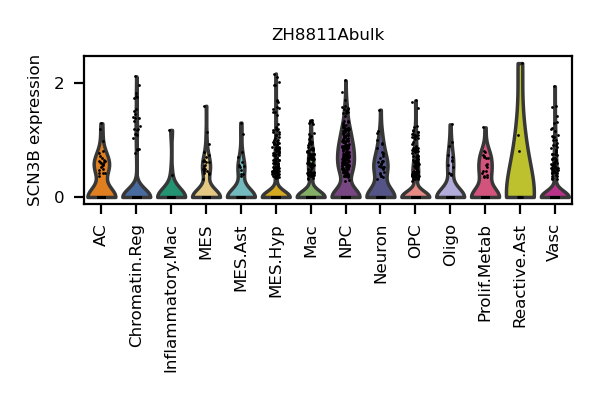 ZH8811Abulk
SCN3B expression
2
0
AC
Chromatin.Reg
Inflammatory.Mac
MES
MES.Ast
MES.Hyp
Mac
NPC
Neuron
OPC
Oligo
Prolif.Metab
Reactive.Ast
Vasc